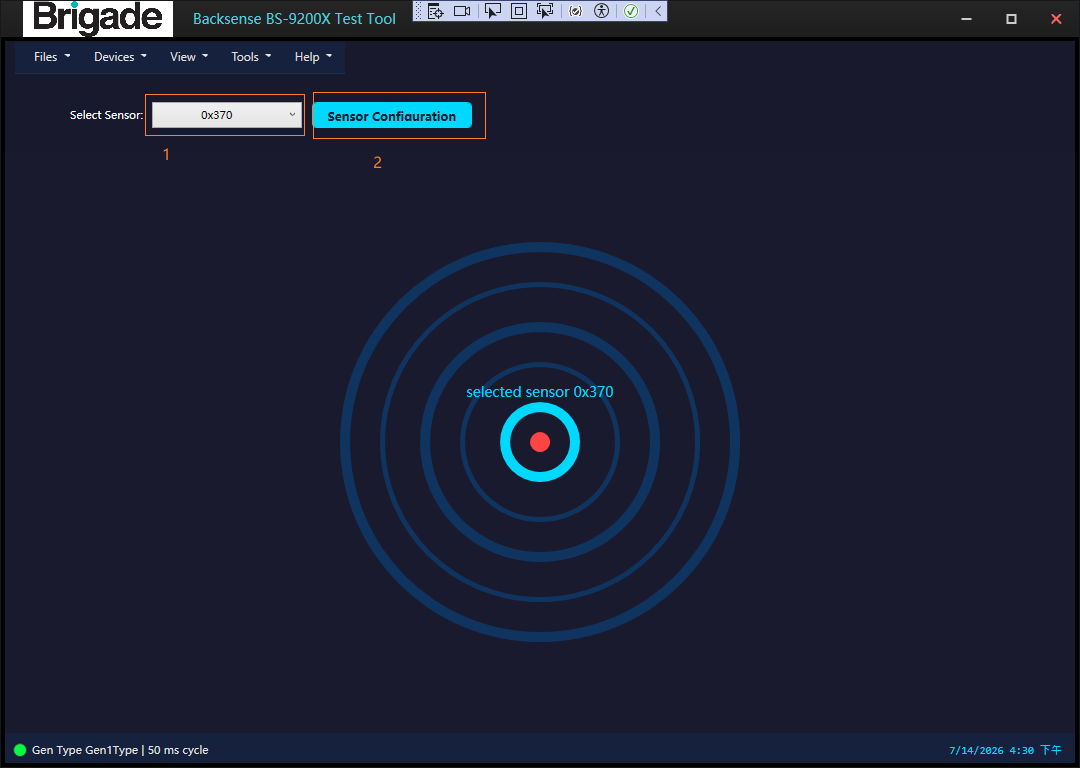 Brigade
Backsense BS-9200X Test Tool
Files Devices View Tools Help
Select Sensor: 0x370 Sensor Configuration
1 2
selected sensor 0x370
Gen Type Gen1Type | 50 ms cycle 7/14/2026 4:30 下午